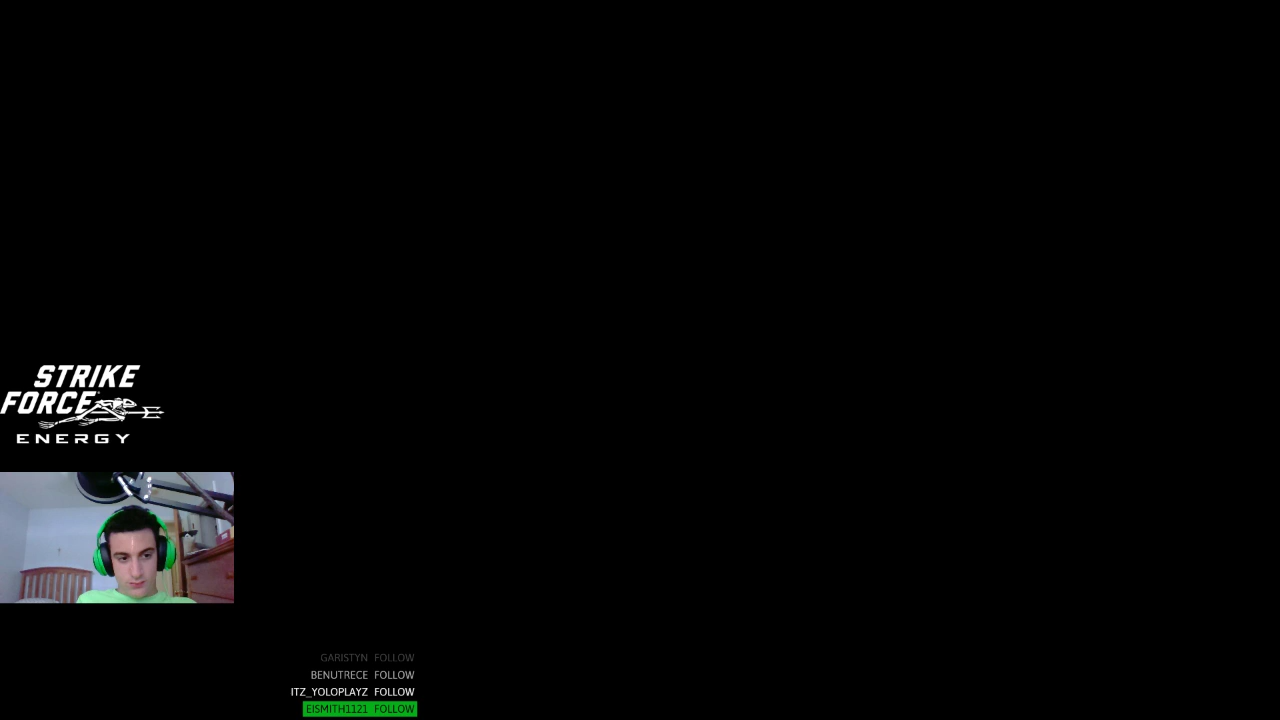 STRIKE
FORCE
ENERGY
GARISTYN FOLLOW
BENUTRECE FOLLOW
ITZ_YOLOPLAYZ FOLLOW
EISMITH1121 FOLLOW